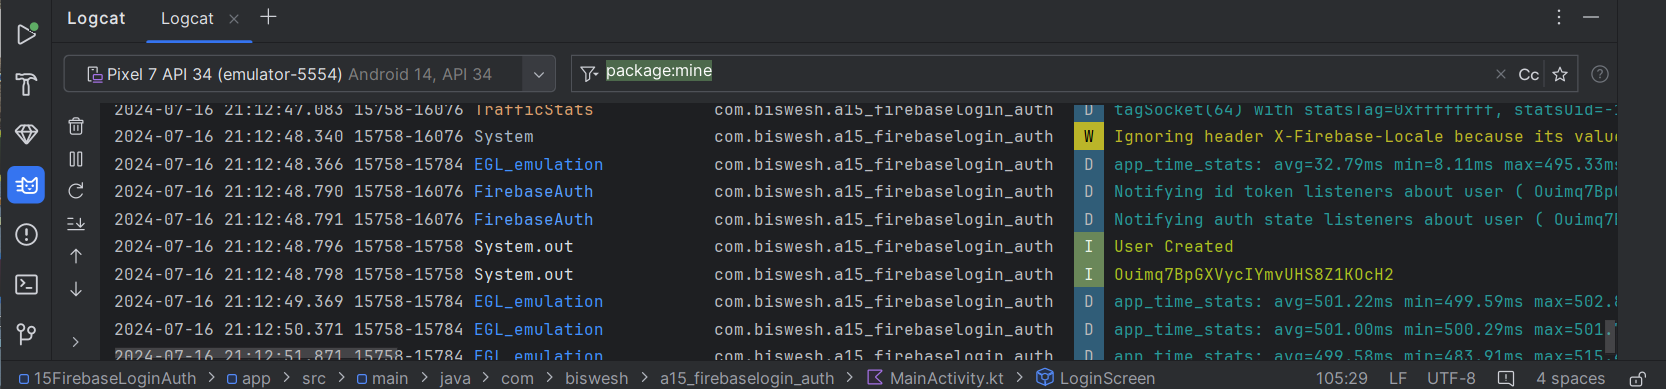 Logcat Logcat
Pixel 7 API 34 (emulator-5554) Android 14, API 34 package:mine Cc
2024-07-16 21:12:47.083 15758-16076 TrafficStats com.biswesh.a15_firebaselogin_auth D tagSocket(64) with statsTag=0xffffffff, statsUid=-1
2024-07-16 21:12:48.340 15758-16076 System com.biswesh.a15_firebaselogin_auth W Ignoring header X-Firebase-Locale because its valu
2024-07-16 21:12:48.366 15758-15784 EGL_emulation com.biswesh.a15_firebaselogin_auth D app_time_stats: avg=32.79ms min=8.11ms max=495.33ms
2024-07-16 21:12:48.790 15758-16076 FirebaseAuth com.biswesh.a15_firebaselogin_auth D Notifying id token listeners about user ( Ouimq7Bp
2024-07-16 21:12:48.791 15758-16076 FirebaseAuth com.biswesh.a15_firebaselogin_auth D Notifying auth state listeners about user ( Ouimq7
2024-07-16 21:12:48.796 15758-15758 System.out com.biswesh.a15_firebaselogin_auth I User Created
2024-07-16 21:12:48.798 15758-15758 System.out com.biswesh.a15_firebaselogin_auth I Ouimq7BpGXVycIYmvUHS8Z1KOcH2
2024-07-16 21:12:49.369 15758-15784 EGL_emulation com.biswesh.a15_firebaselogin_auth D app_time_stats: avg=501.22ms min=499.59ms max=502.8
2024-07-16 21:12:50.371 15758-15784 EGL_emulation com.biswesh.a15_firebaselogin_auth D app_time_stats: avg=501.00ms min=500.29ms max=501.
2024-07-16 21:12:51.871 15758-15784 EGL_emulation com.biswesh.a15_firebaselogin_auth D app_time_stats: avg=499.58ms min=483.91ms max=515.
15FirebaseLoginAuth > app > src > main > java > com > biswesh > a15_firebaselogin_auth > MainActivity.kt > LoginScreen 105:29 LF UTF-8 4 spaces